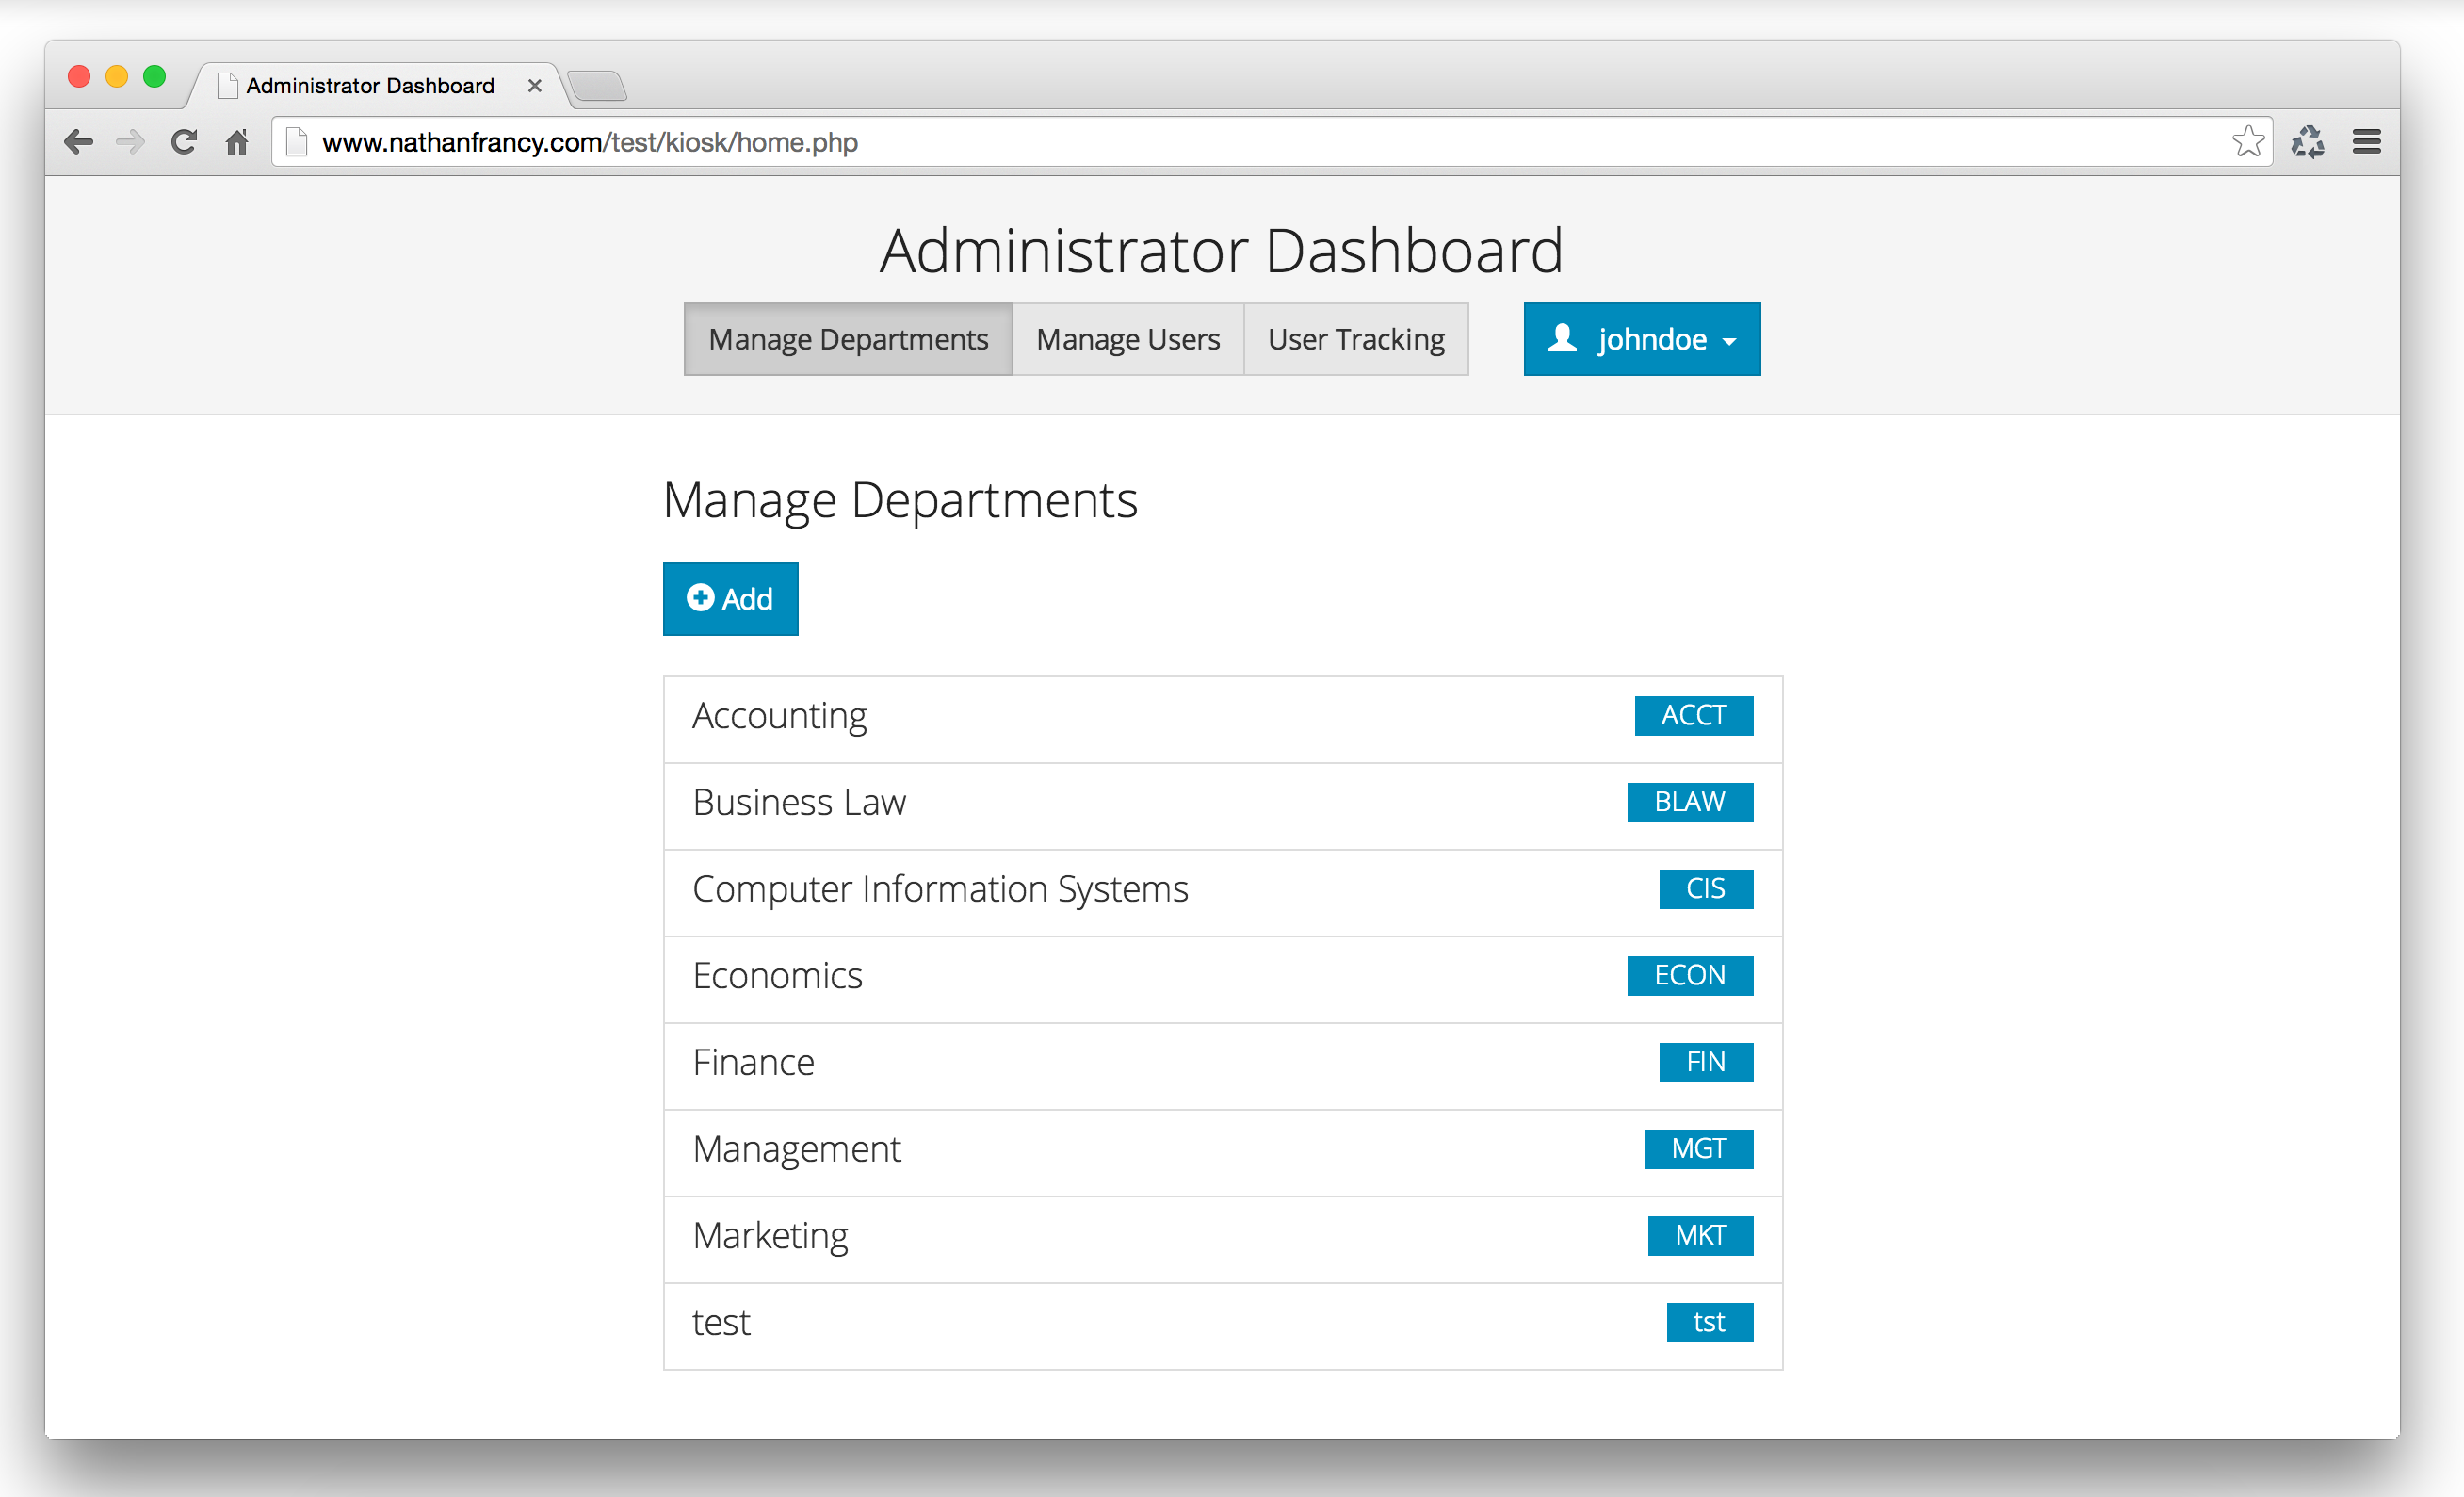 Administrator Dashboard
www.nathanfrancy.com/test/kiosk/home.php
Administrator Dashboard
Manage Departments Manage Users User Tracking johndoe
Manage Departments
Add
Accounting ACCT
Business Law BLAW
Computer Information Systems CIS
Economics ECON
Finance FIN
Management MGT
Marketing MKT
test tst